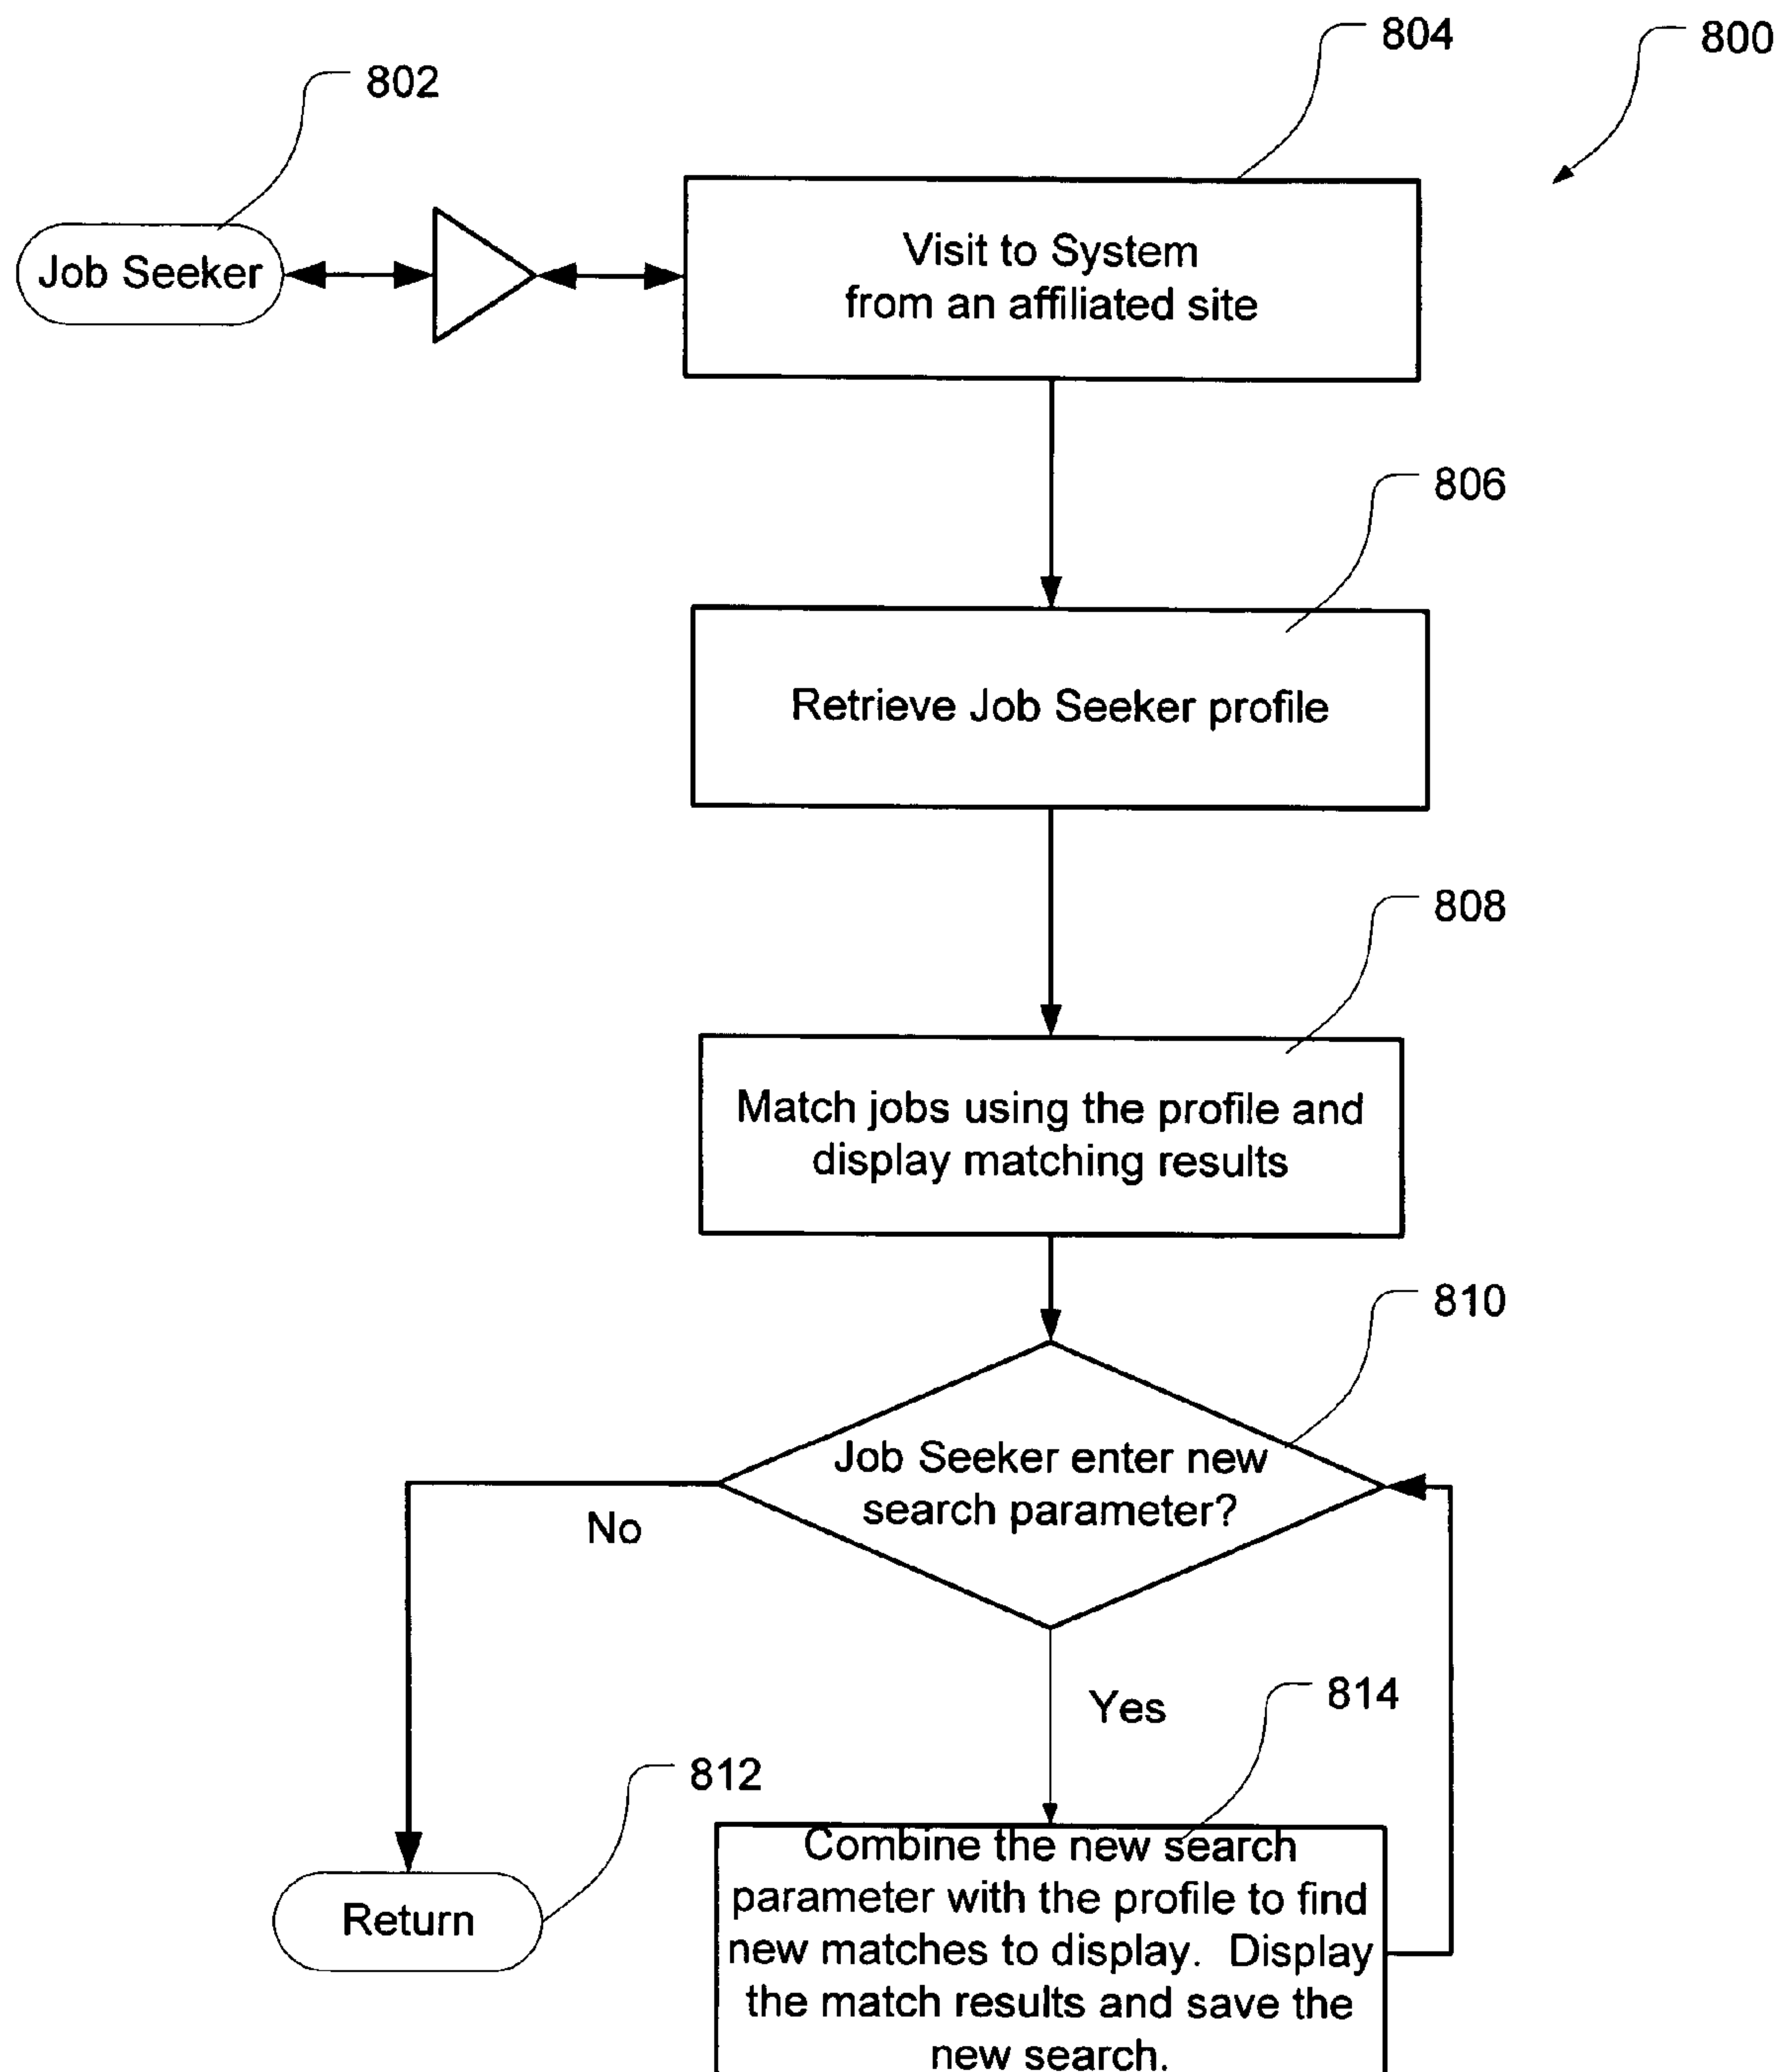 804
800
802
Job Seeker
Visit to System
from an affiliated site
806
Retrieve Job Seeker profile
808
Match jobs using the profile and
display matching results
810
Job Seeker enter new
search parameter?
No
Yes
814
812
Return
Combine the new search
parameter with the profile to find
new matches to display.  Display
the match results and save the
new search.